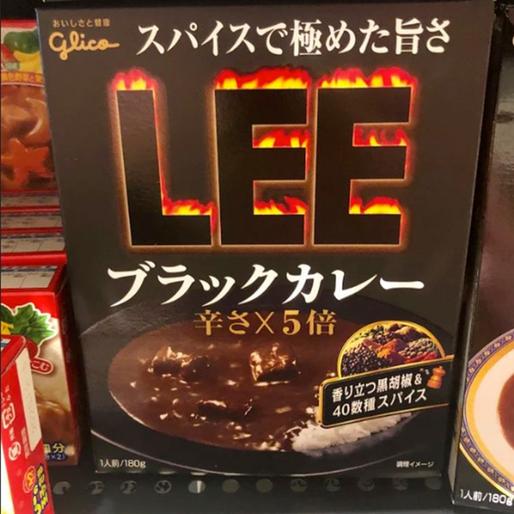 おいしさと健康
glico
スパイスで極めた旨さ
LEE
ブラックカレー
辛さ×5倍
香り立つ黒胡椒&
40数種スパイス
1人前/180g
調理イメージ
1人前/180g